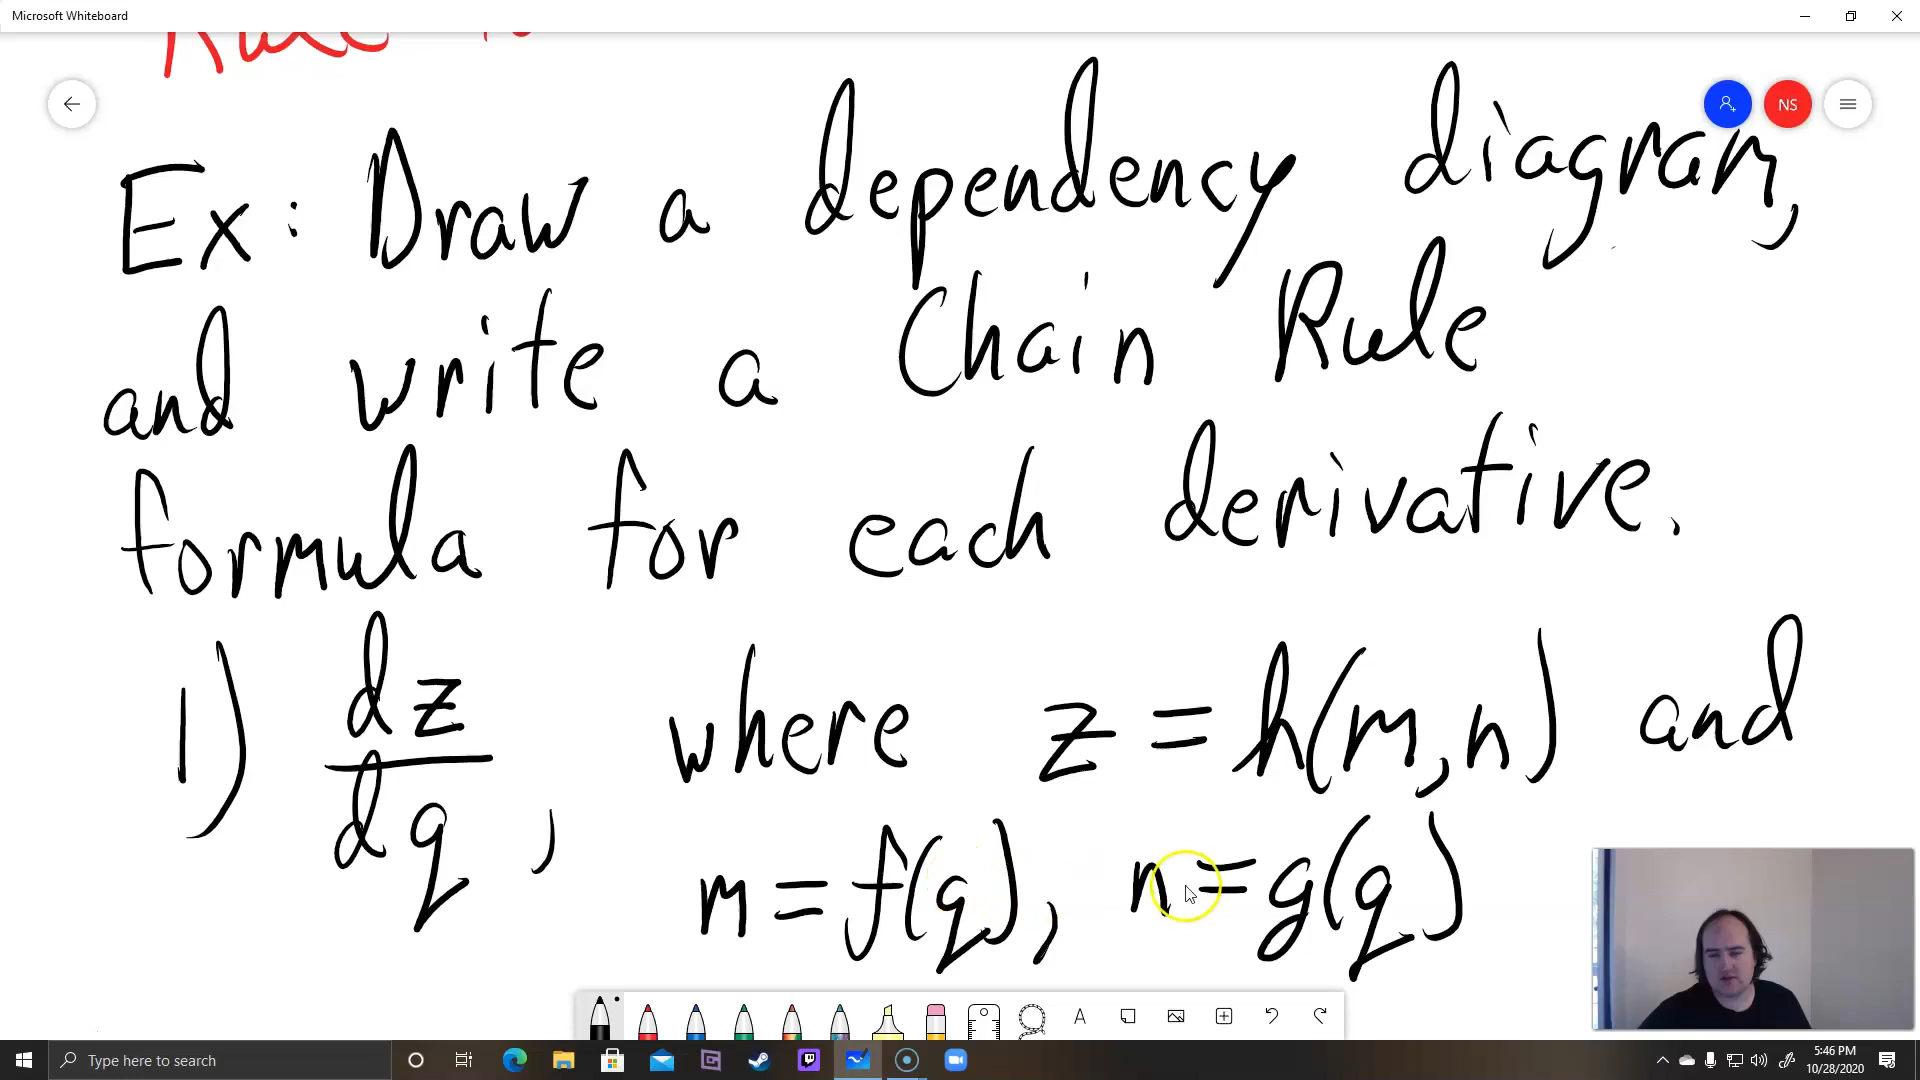 Microsoft Whiteboard
Rule
NS
Ex: Draw a dependency diagram,
and write a Chain Rule
formula for each derivative.
1) dz/dq, where z = h(m,n) and
m = f(q), n = g(q)
A
Type here to search
5:46 PM
10/28/2020